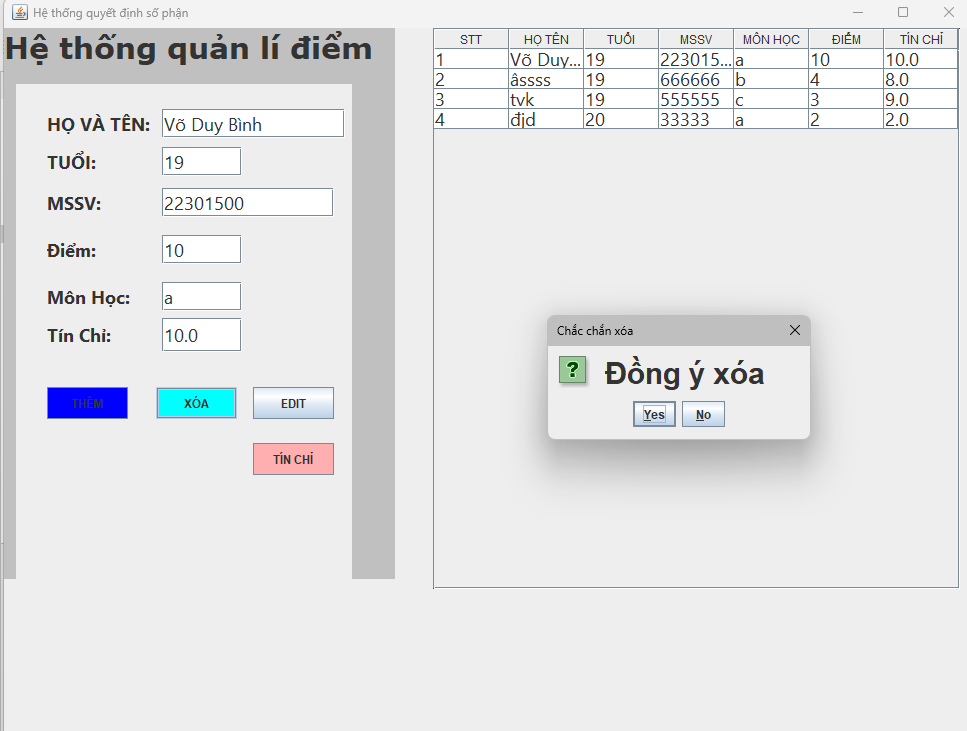 Hệ thống quyết định số phận
Hệ thống quản lí điểm
HỌ VÀ TÊN: Võ Duy Bình
TUỔI: 19
MSSV: 22301500
Điểm: 10
Môn Học: a
Tín Chỉ: 10.0
THÊM XÓA EDIT
TÍN CHỈ
STT HỌ TÊN TUỔI MSSV MÔN HỌC ĐIỂM TÍN CHỈ
1 Võ Duy... 19 223015... a 10 10.0
2 âssss 19 666666 b 4 8.0
3 tvk 19 555555 c 3 9.0
4 đjd 20 33333 a 2 2.0
Chắc chắn xóa
? Đồng ý xóa
Yes No